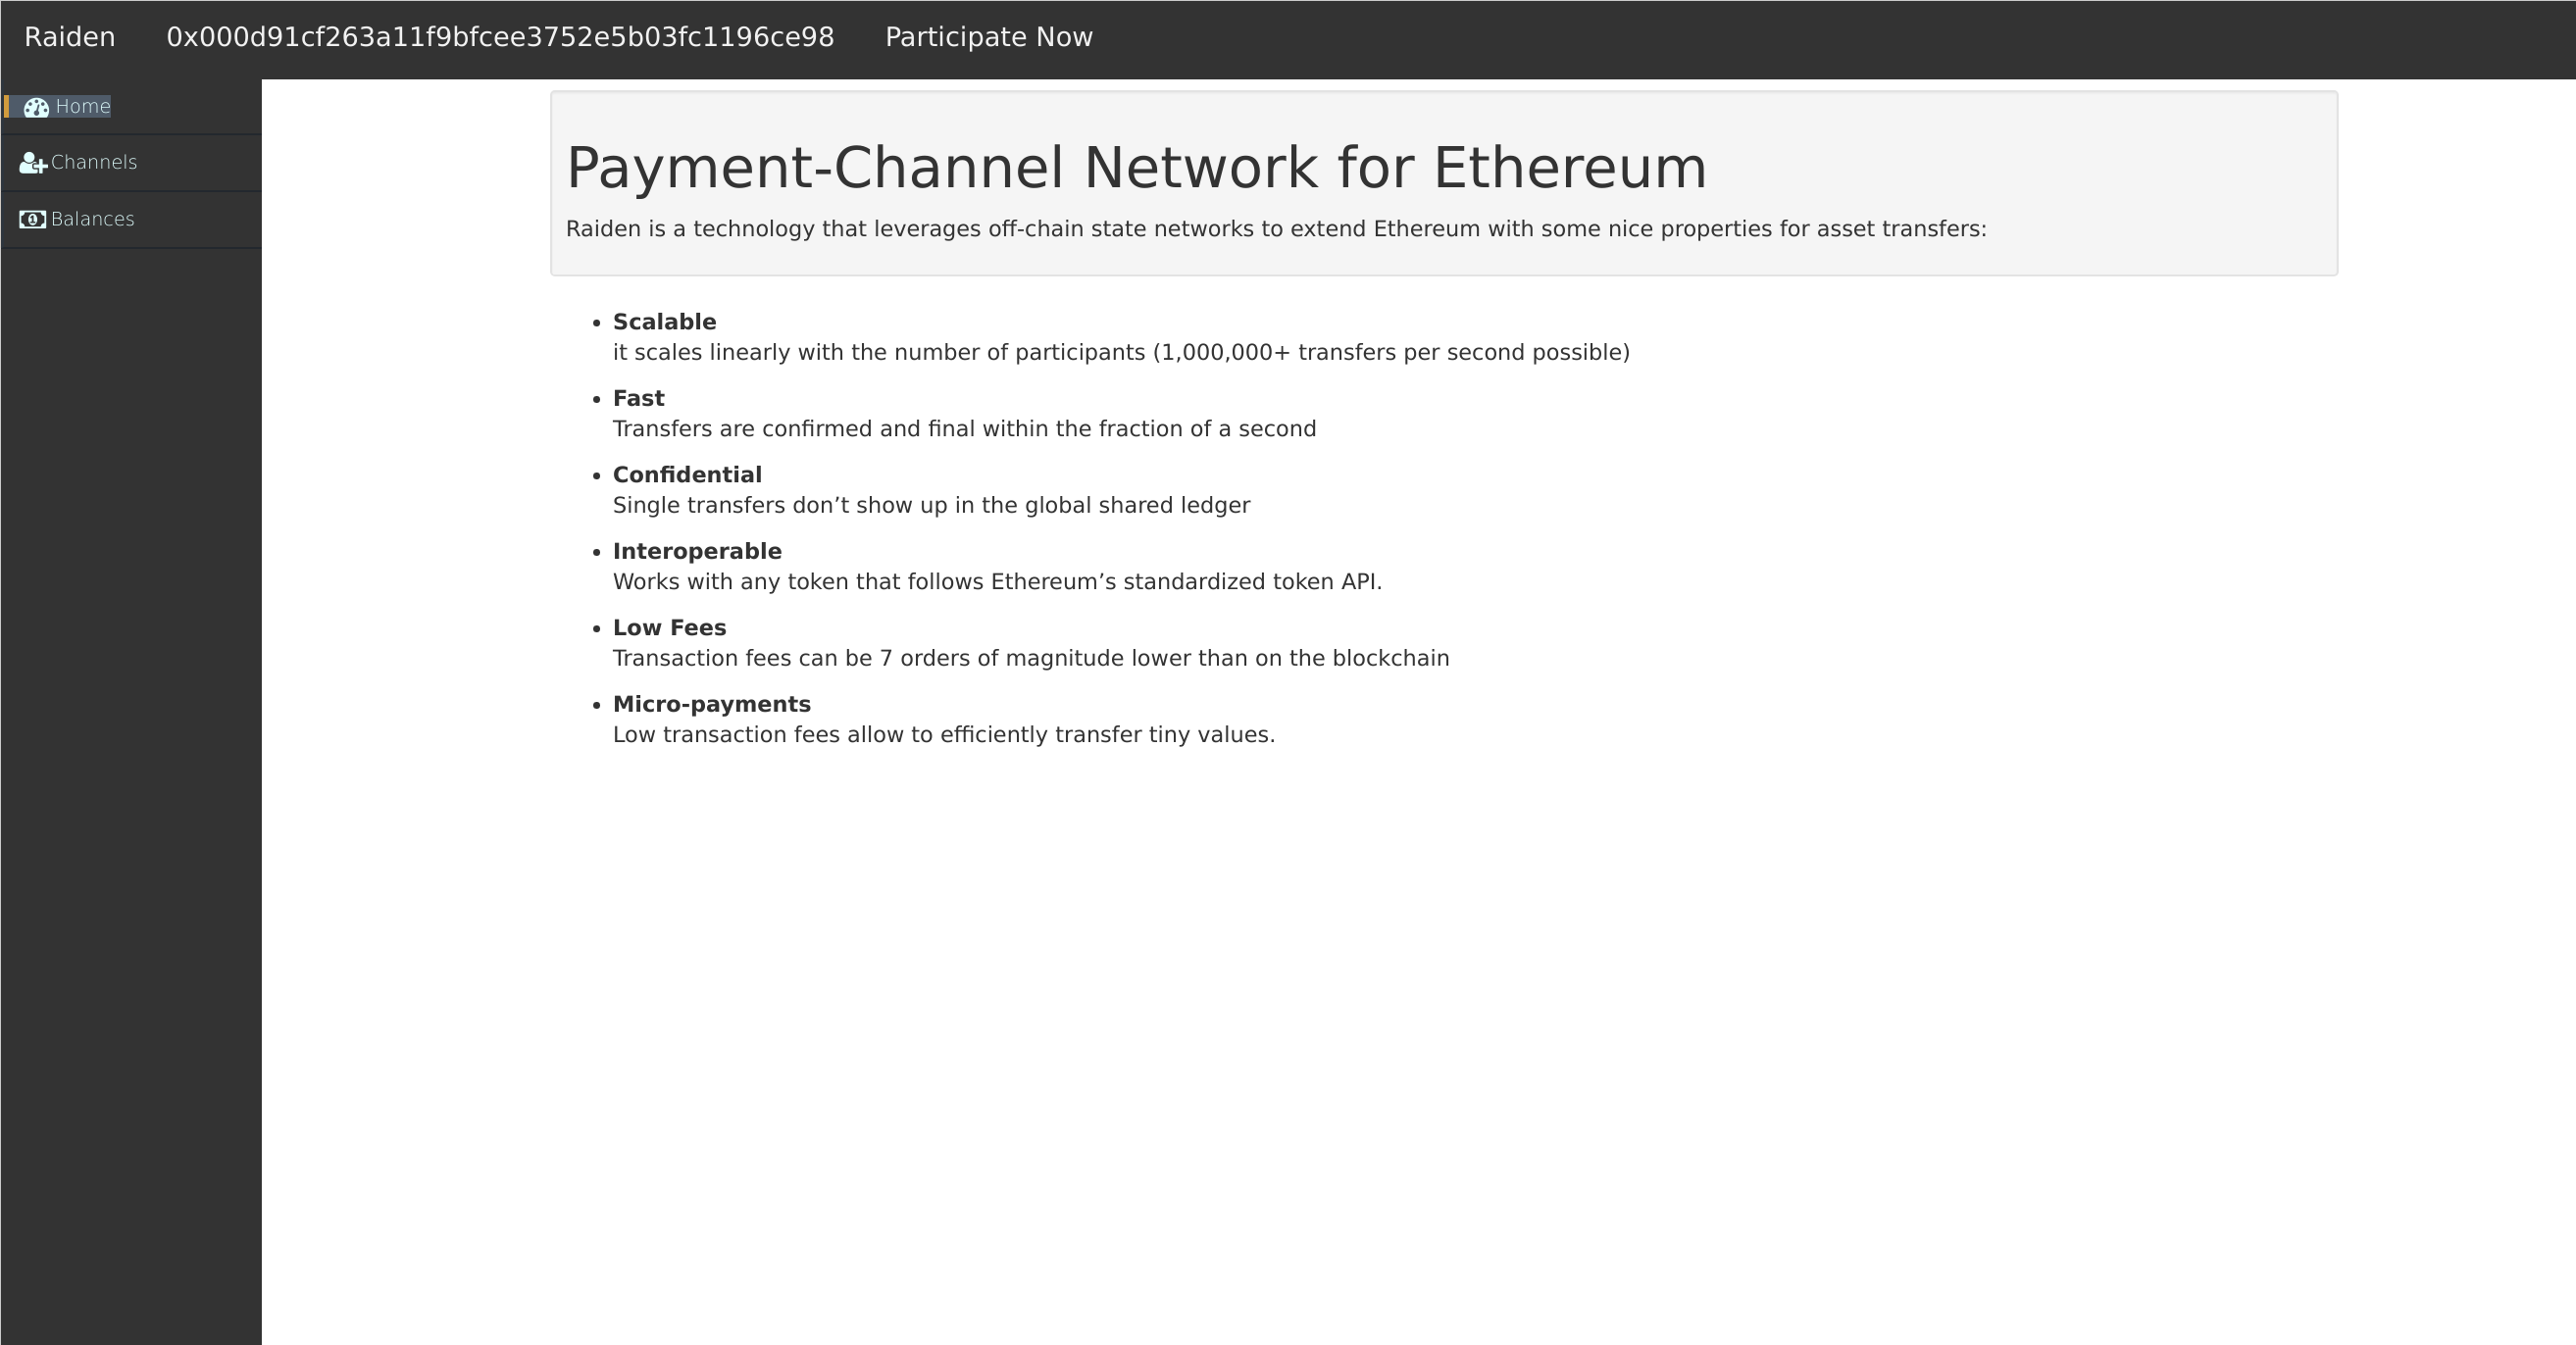 Raiden 0x000d91cf263a11f9bfcee3752e5b03fc1196ce98 Participate Now
Home
Channels
Balances
Payment-Channel Network for Ethereum
Raiden is a technology that leverages off-chain state networks to extend Ethereum with some nice properties for asset transfers:
• Scalable
it scales linearly with the number of participants (1,000,000+ transfers per second possible)
• Fast
Transfers are confirmed and final within the fraction of a second
• Confidential
Single transfers don’t show up in the global shared ledger
• Interoperable
Works with any token that follows Ethereum’s standardized token API.
• Low Fees
Transaction fees can be 7 orders of magnitude lower than on the blockchain
• Micro-payments
Low transaction fees allow to efficiently transfer tiny values.